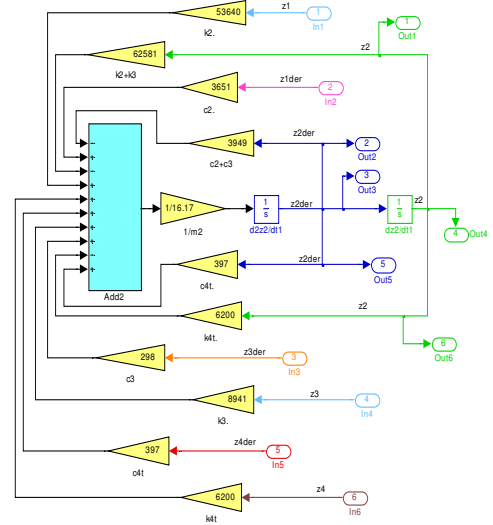 53640
z1
1
In1
k2.
1
Out1
z2
62581
k2+k3
3651
z1der
2
In2
c2.
3949
z2der
2
Out2
c2+c3
3
Out3
1/16.17
1/m2
1
s
d2z2/dt1
z2der
1
s
dz2/dt1
z2
4
Out4
Add2
397
z2der
5
Out5
c4t.
6200
z2
k4t.
6
Out6
298
z3der
3
In3
c3
8941
z3
4
In4
k3.
397
z4der
5
In5
c4t
6200
z4
6
In6
k4t